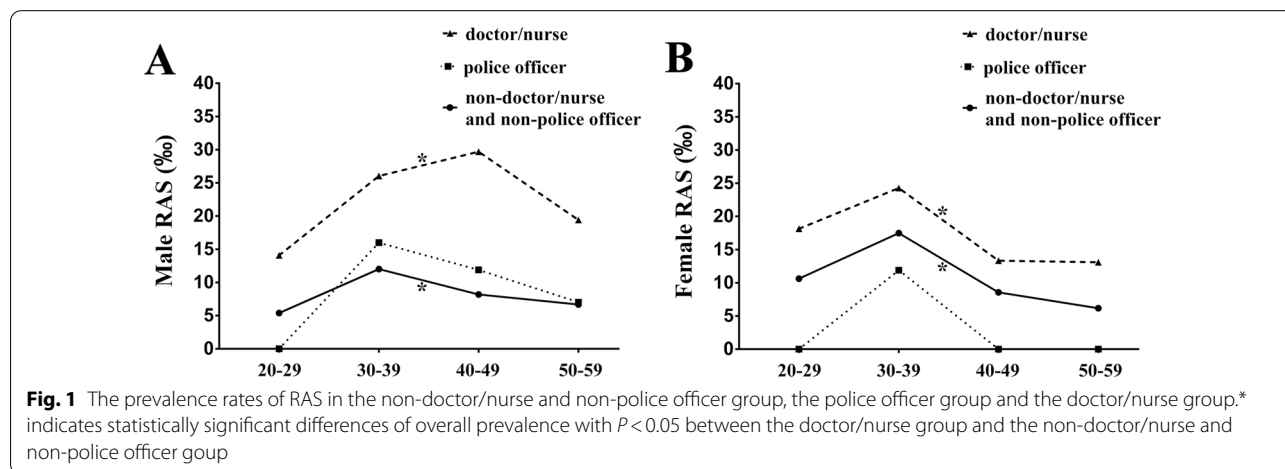 A
doctor/nurse
police officer
non-doctor/nurse
and non-police officer
Male RAS (‰)
40
35
30
25
20
15
10
5
0
*
*
20-29
30-39
40-49
50-59
B
doctor/nurse
police officer
non-doctor/nurse
and non-police officer
Female RAS (‰)
40
35
30
25
20
15
10
5
0
*
*
20-29
30-39
40-49
50-59
Fig. 1 The prevalence rates of RAS in the non-doctor/nurse and non-police officer group, the police officer group and the doctor/nurse group.*
indicates statistically significant differences of overall prevalence with P < 0.05 between the doctor/nurse group and the non-doctor/nurse and
non-police officer goup